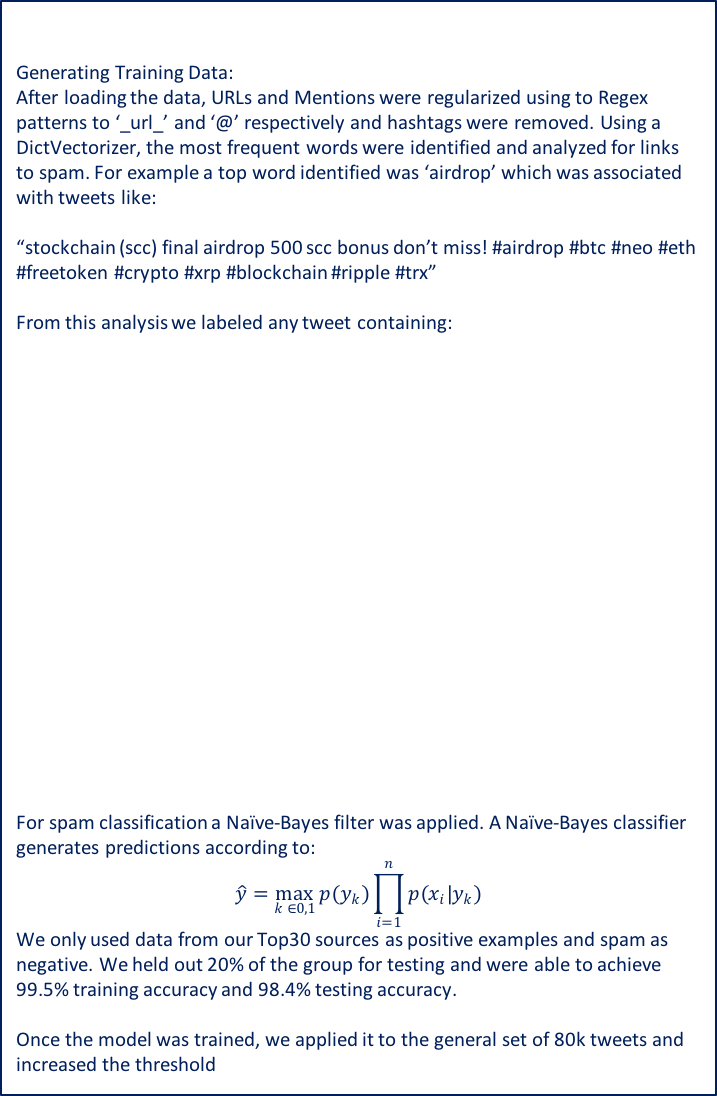 Generating Training Data:
After loading the data, URLs and Mentions were regularized using to Regex
patterns to ‘_url_’ and ‘@’ respectively and hashtags were removed. Using a
DictVectorizer, the most frequent words were identified and analyzed for links
to spam. For example a top word identified was ‘airdrop’ which was associated
with tweets like:
“stockchain (scc) final airdrop 500 scc bonus don’t miss! #airdrop #btc #neo #eth
#freetoken #crypto #xrp #blockchain #ripple #trx”
From this analysis we labeled any tweet containing:
For spam classification a Naïve-Bayes filter was applied. A Naïve-Bayes classifier
generates predictions according to:
ŷ = max_{k ∈0,1} p(y_k) ∏_{i=1}^{n} p(x_i|y_k)
We only used data from our Top30 sources as positive examples and spam as
negative. We held out 20% of the group for testing and were able to achieve
99.5% training accuracy and 98.4% testing accuracy.
Once the model was trained, we applied it to the general set of 80k tweets and
increased the threshold